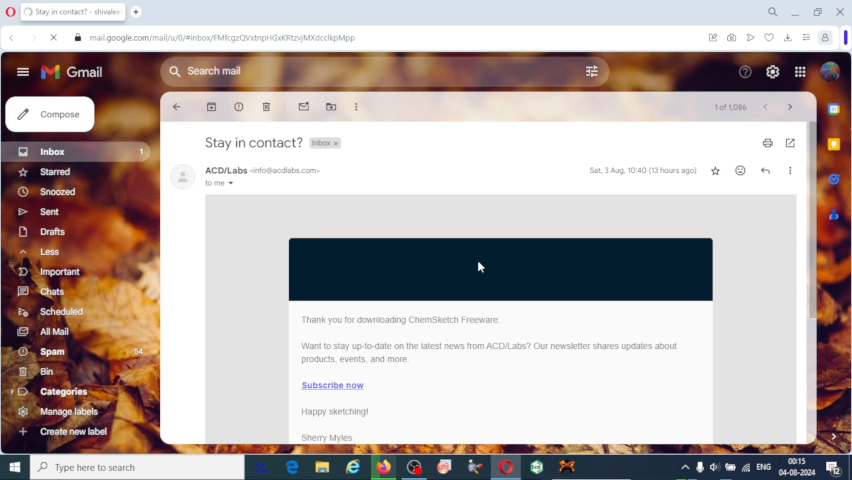 Stay in contact? - shivalev
mail.google.com/mail/u/0/#inbox/FMfcgzQVxtnpHGxKRtzvjMXdcclkpMpp
Gmail
Search mail
Compose
1 of 1,086
Inbox 1
Starred
Snoozed
Sent
Drafts
Less
Important
Chats
Scheduled
All Mail
Spam 54
Bin
Categories
Manage labels
Create new label
Stay in contact? Inbox x
ACD/Labs <info@acdlabs.com>
Sat, 3 Aug, 10:40 (13 hours ago)
to me
Thank you for downloading ChemSketch Freeware.
Want to stay up-to-date on the latest news from ACD/Labs? Our newsletter shares updates about
products, events, and more.
Subscribe now
Happy sketching!
Sherry Myles
Type here to search
ENG
00:15
04-08-2024
12